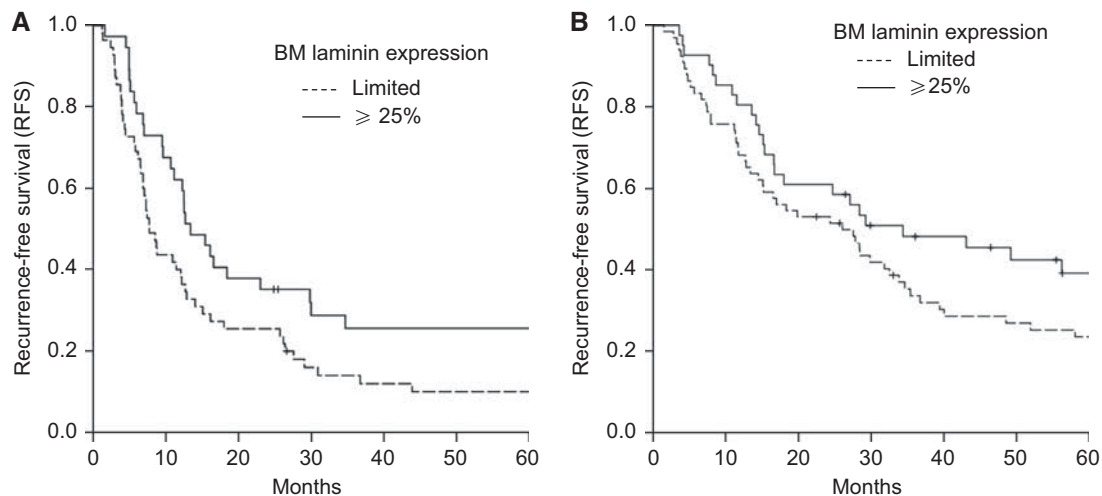 A
BM laminin expression
Limited
⩾ 25%
Recurrence-free survival (RFS)
1.0
0.8
0.6
0.4
0.2
0.0
0 10 20 30 40 50 60
Months
B
BM laminin expression
Limited
⩾25%
Recurrence-free survival (RFS)
1.0
0.8
0.6
0.4
0.2
0.0
0 10 20 30 40 50 60
Months